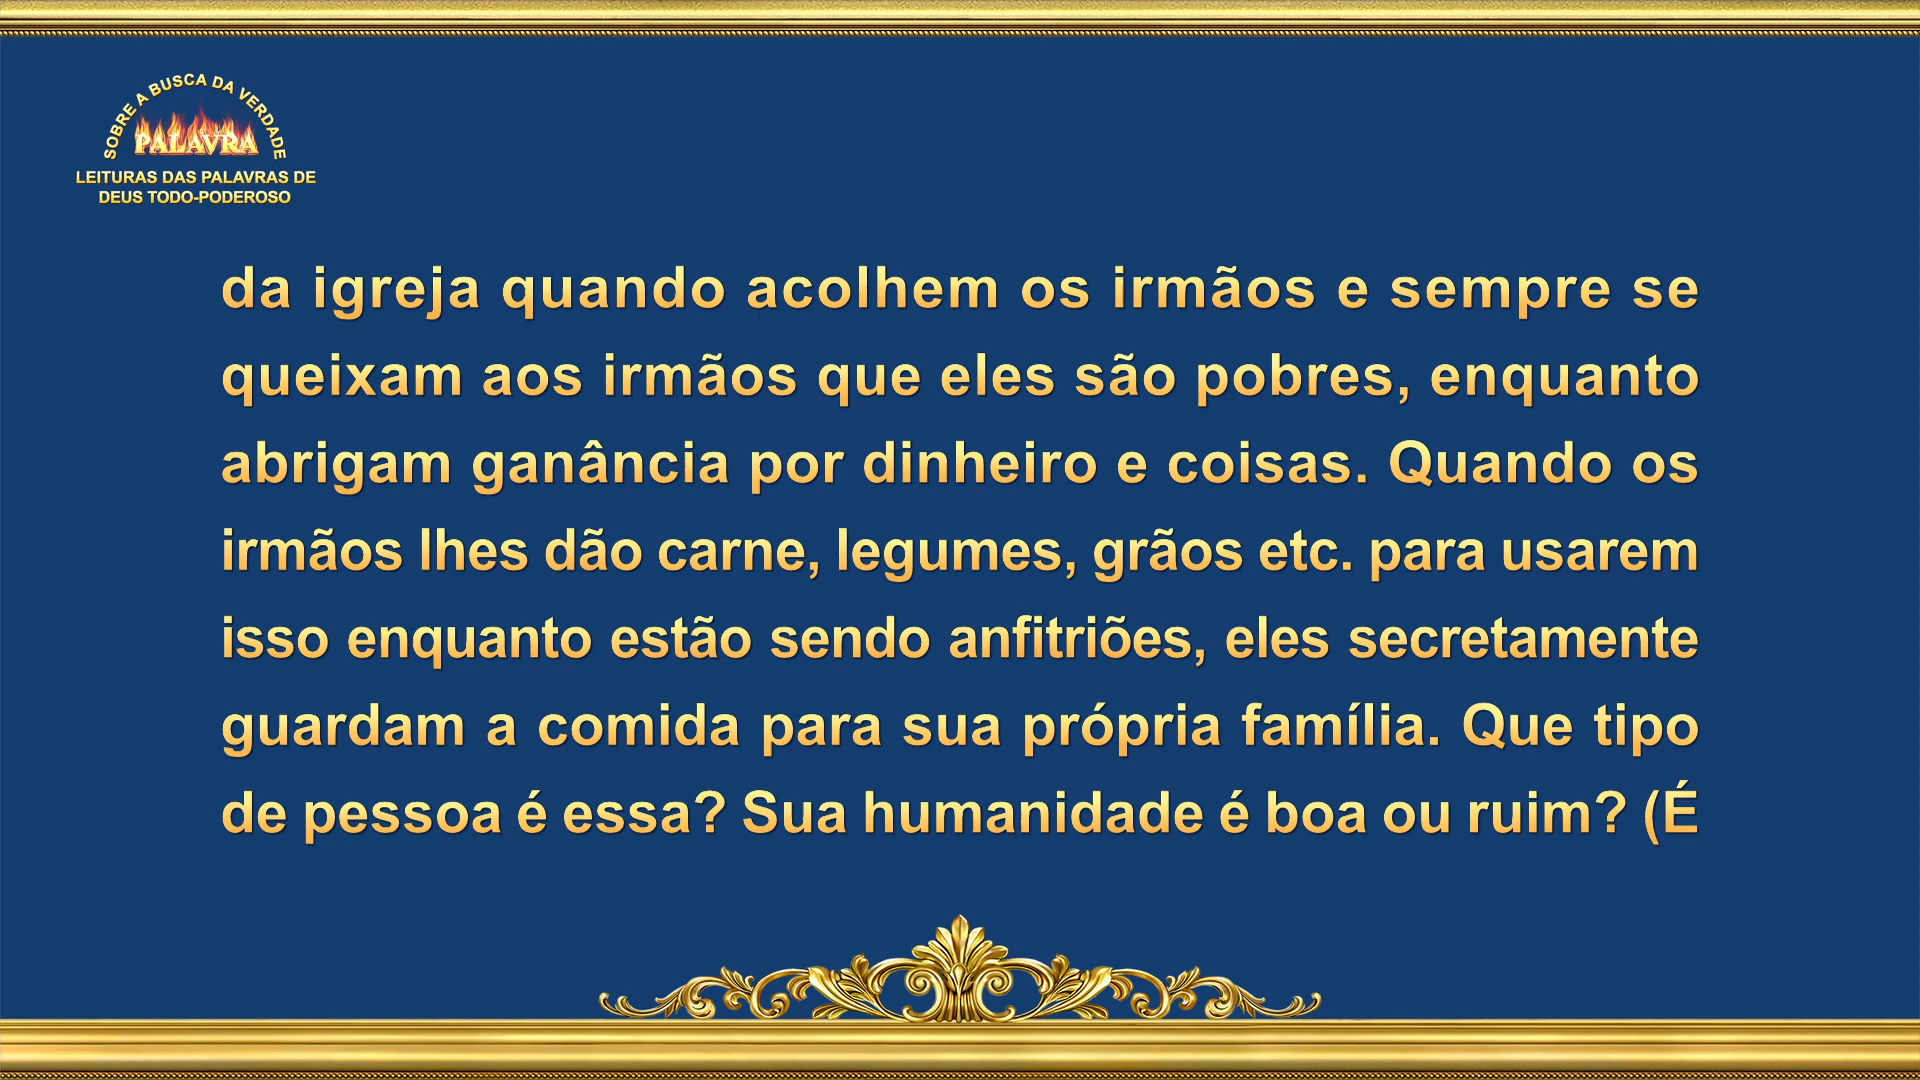 SOBRE A BUSCA DA VERDADE
PALAVRA
LEITURAS DAS PALAVRAS DE
DEUS TODO-PODEROSO
da igreja quando acolhem os irmãos e sempre se
queixam aos irmãos que eles são pobres, enquanto
abrigam ganância por dinheiro e coisas. Quando os
irmãos lhes dão carne, legumes, grãos etc. para usarem
isso enquanto estão sendo anfitriões, eles secretamente
guardam a comida para sua própria família. Que tipo
de pessoa é essa? Sua humanidade é boa ou ruim? (É